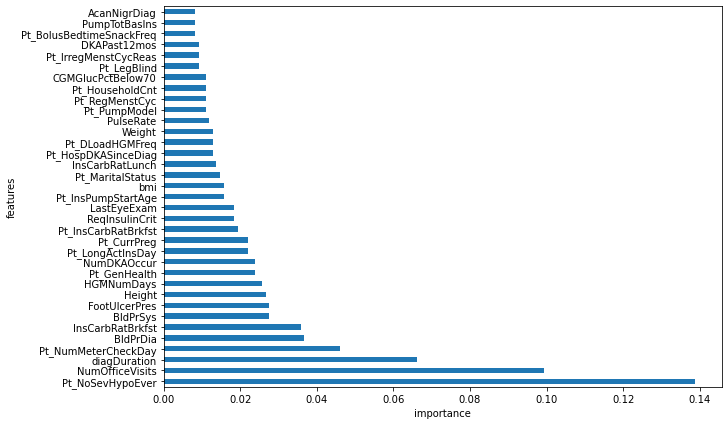 AcanNigrDiag
PumpTotBasIns
Pt_BolusBedtimeSnackFreq
DKAPast12mos
Pt_IrregMenstCycReas
Pt_LegBlind
CGMGlucPctBelow70
Pt_HouseholdCnt
Pt_RegMenstCyc
Pt_PumpModel
PulseRate
Weight
Pt_DLoadHGMFreq
Pt_HospDKASinceDiag
InsCarbRatLunch
Pt_MaritalStatus
bmi
Pt_InsPumpStartAge
LastEyeExam
ReqInsulinCrit
Pt_InsCarbRatBrkfst
Pt_CurrPreg
Pt_LongActInsDay
NumDKAOccur
Pt_GenHealth
HGMNumDays
Height
FootUlcerPres
BldPrSys
InsCarbRatBrkfst
BldPrDia
Pt_NumMeterCheckDay
diagDuration
NumOfficeVisits
Pt_NoSevHypoEver
features
0.00 0.02 0.04 0.06 0.08 0.10 0.12 0.14
importance